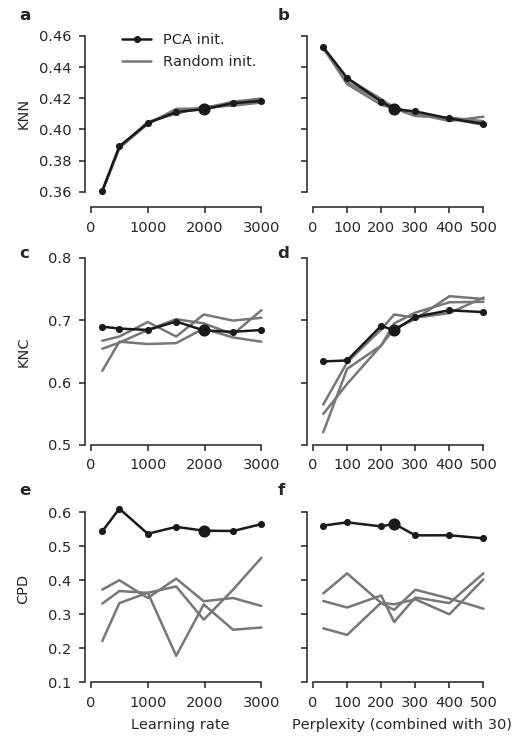 a
b
0.46
0.44
0.42
0.40
0.38
0.36
KNN
PCA init.
Random init.
0 1000 2000 3000
0 100 200 300 400 500
c
d
0.8
0.7
0.6
0.5
KNC
0 1000 2000 3000
0 100 200 300 400 500
e
f
0.6
0.5
0.4
0.3
0.2
0.1
CPD
0 1000 2000 3000
0 100 200 300 400 500
Learning rate
Perplexity (combined with 30)